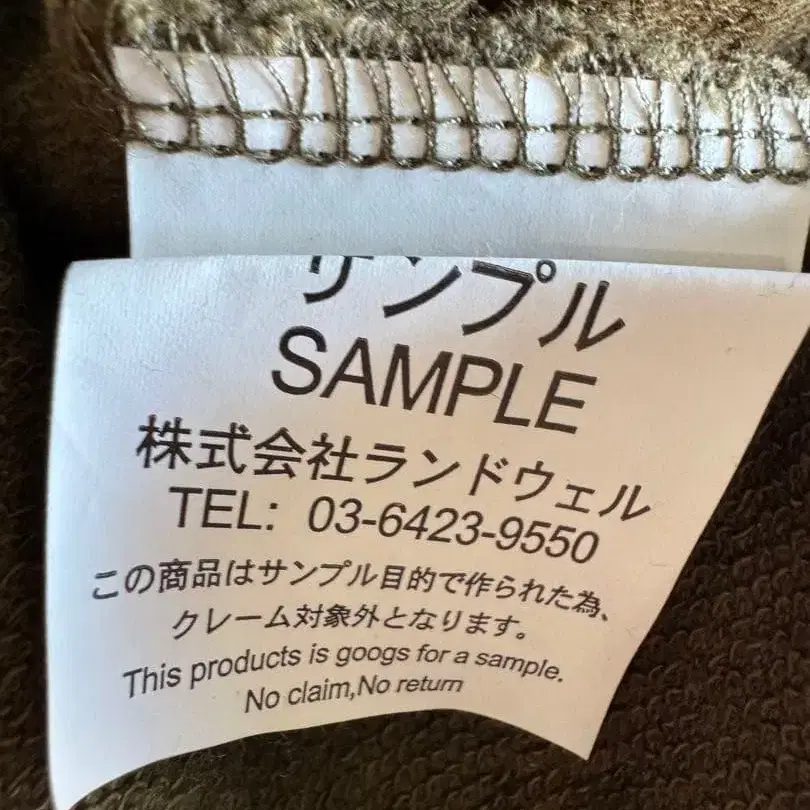 サンプル
SAMPLE
株式会社ランドウェル
TEL: 03-6423-9550
この商品はサンプル目的で作られた為、
クレーム対象外となります。
This products is googs for a sample.
No claim,No return